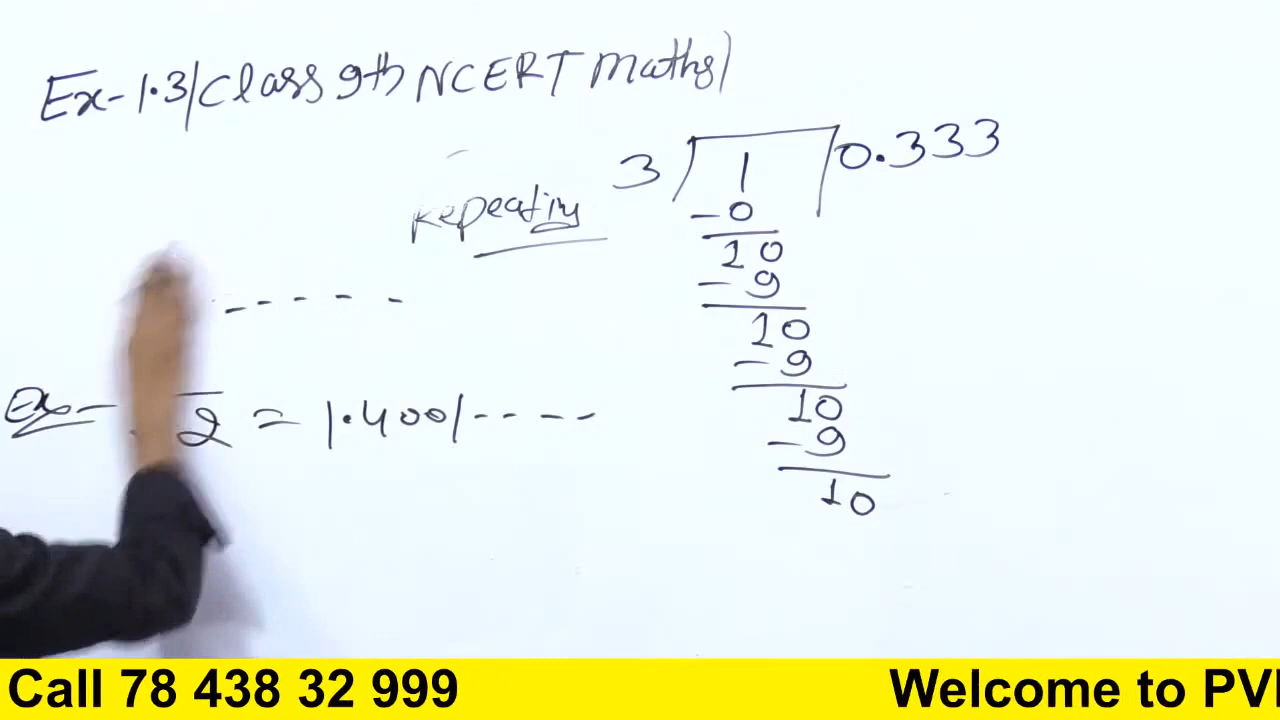 Ex-1.3/Class 9th NCERT Maths)
3 1 0.333
Repeating
-0
10
-9
10
- - - - -
-9
10
Ex- √2 = 1.4001----
-9
10
Call 78 438 32 999
Welcome to PVI